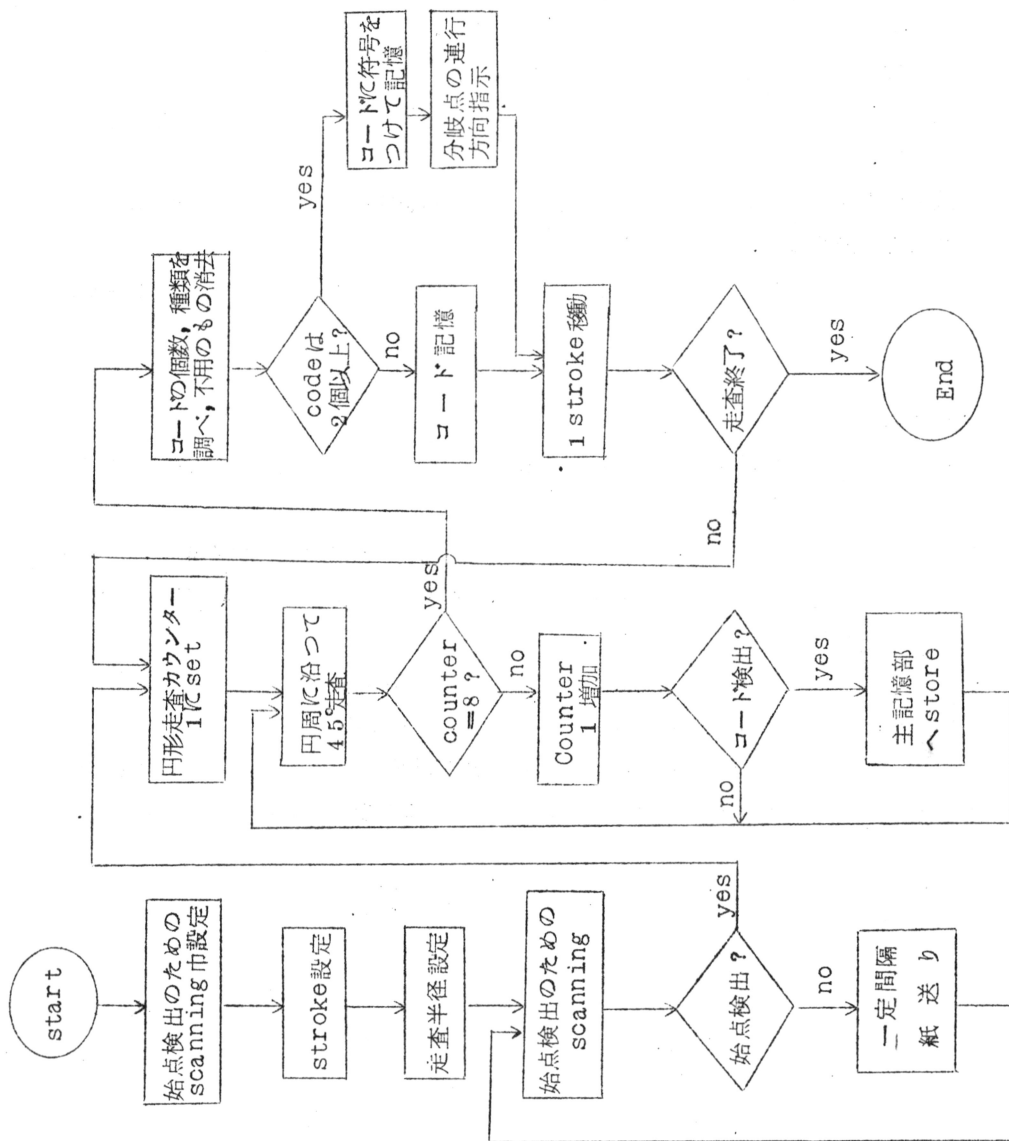 start
始点検出のための
scanning巾設定
stroke設定
走査半径設定
始点検出のための
scanning
始点検出?
yes
no
一定間隔
紙送り
円形走査カウンター
1にset
円周に沿つて
45°走査
counter
=8?
yes
no
Counter
1増加
コード検出?
no
yes
主記憶部
へstore
コードの個数,種類を
調べ,不用のもの消去
codeは
2個以上?
yes
no
コードに符号を
つけて記憶
分岐点の連行
方向指示
コード記憶
1stroke移動
走査終了?
no
yes
End